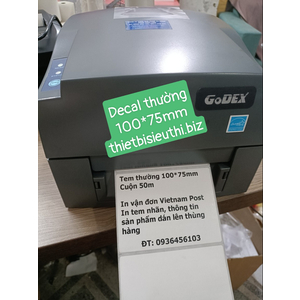 Decal thường
100*75mm
thietbisieuthi.biz
GoDEX
Tem thường 100*75mm
Cuộn 50m
In vận đơn Vietnam Post
In tem nhãn, thông tin
sản phẩm dán lên thùng
hàng
ĐT: 0936456103